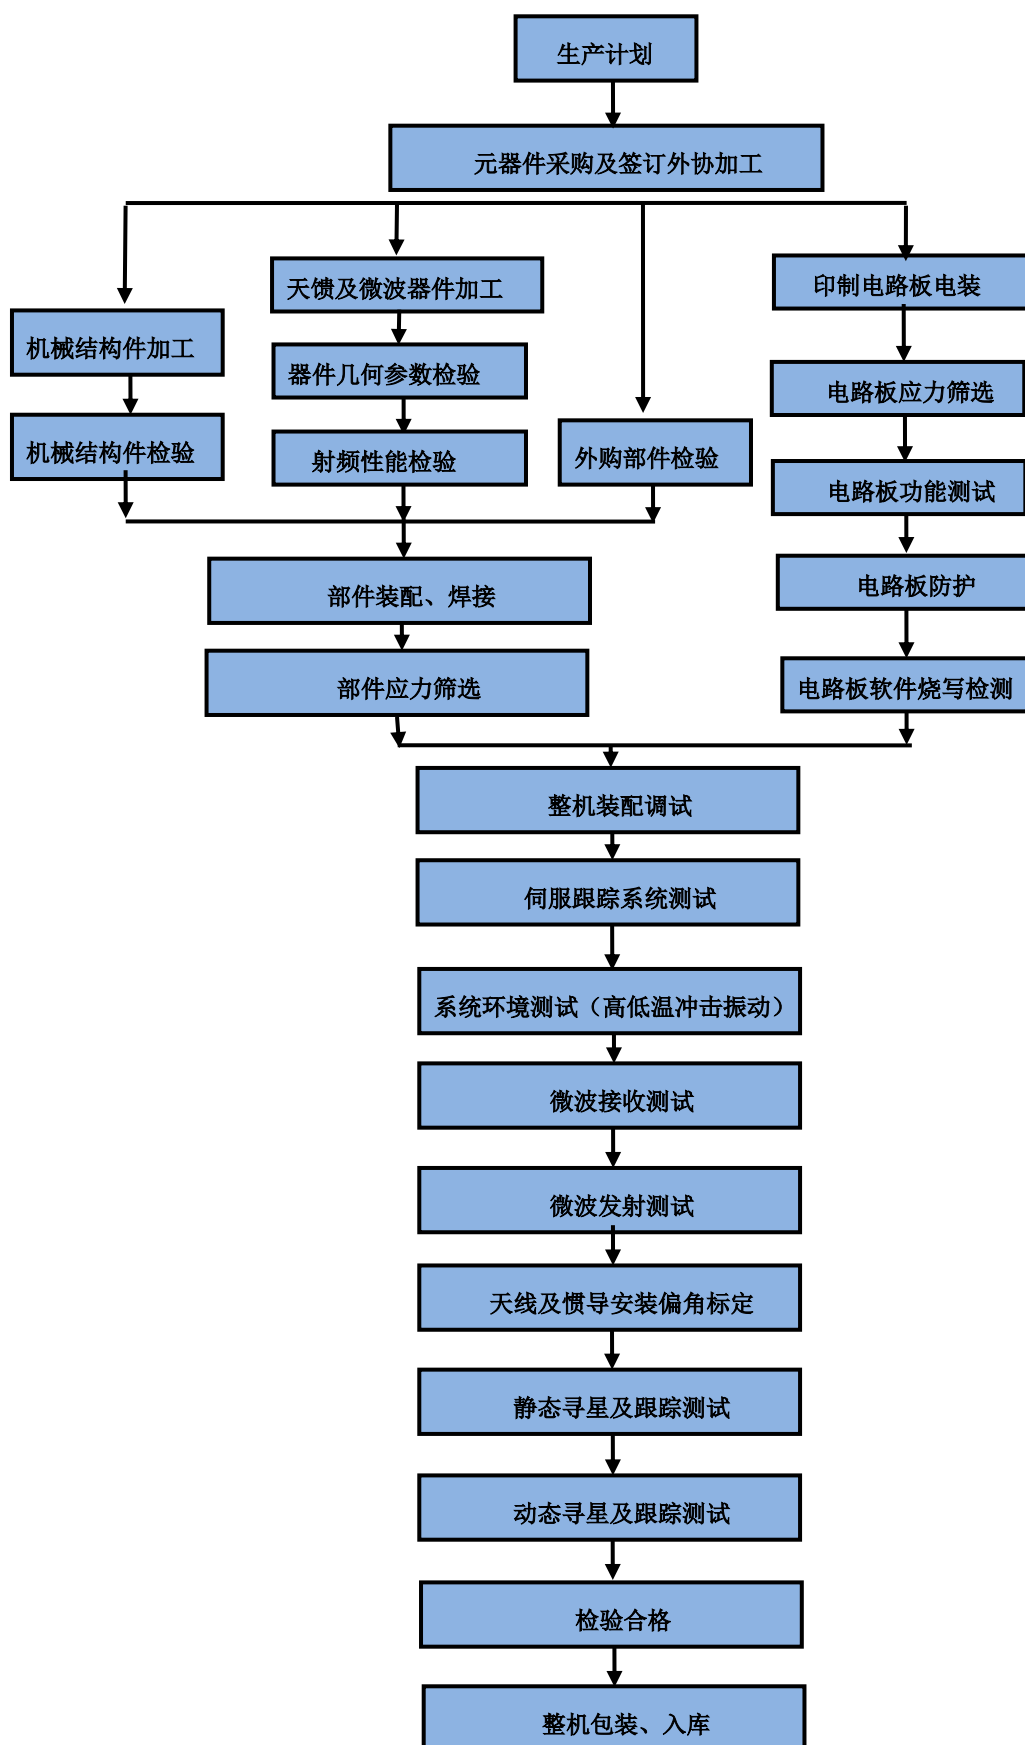 生产计划
元器件采购及签订外协加工
天馈及微波器件加工
印制电路板电装
机械结构件加工
器件几何参数检验
电路板应力筛选
机械结构件检验
射频性能检验
外购部件检验
电路板功能测试
部件装配、焊接
电路板防护
部件应力筛选
电路板软件烧写检测
整机装配调试
伺服跟踪系统测试
系统环境测试（高低温冲击振动）
微波接收测试
微波发射测试
天线及惯导安装偏角标定
静态寻星及跟踪测试
动态寻星及跟踪测试
检验合格
整机包装、入库